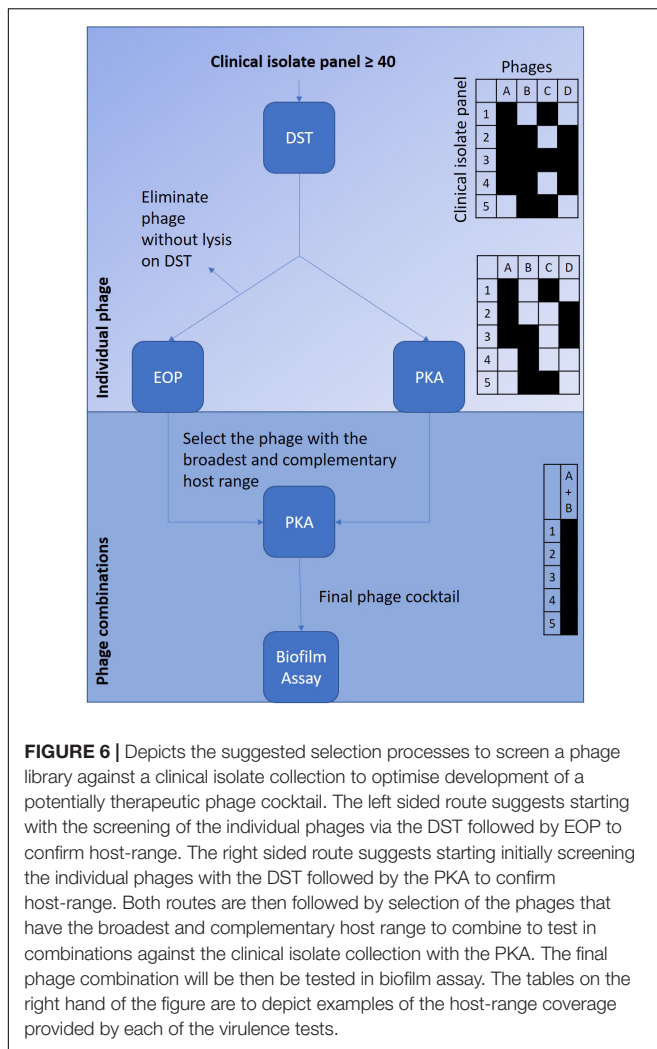 Clinical isolate panel ≥ 40
DST
Eliminate
phage
without lysis
on DST
EOP
PKA
Individual phage
Select the phage with the
broadest and complementary
host range
PKA
Final phage cocktail
Biofilm
Assay
Phage combinations
Phages
Clinical isolate panel
A B C D
1
2
3
4
5
A B C D
1
2
3
4
5
A
+
B
1
2
3
4
5
FIGURE 6 | Depicts the suggested selection processes to screen a phage
library against a clinical isolate collection to optimise development of a
potentially therapeutic phage cocktail. The left sided route suggests starting
with the screening of the individual phages via the DST followed by EOP to
confirm host-range. The right sided route suggests starting initially screening
the individual phages with the DST followed by the PKA to confirm
host-range. Both routes are then followed by selection of the phages that
have the broadest and complementary host range to combine to test in
combinations against the clinical isolate collection with the PKA. The final
phage combination will be then be tested in biofilm assay. The tables on the
right hand of the figure are to depict examples of the host-range coverage
provided by each of the virulence tests.